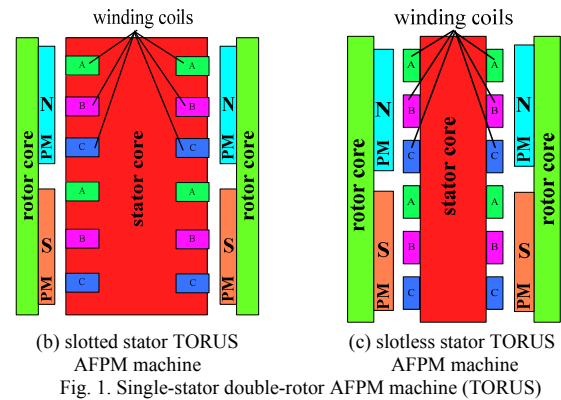 winding coils
rotor core
PM N
PM S
A
B
C
A
B
C
stator core
A
B
C
A
B
C
N PM
S PM
rotor core
(b) slotted stator TORUS
AFPM machine
winding coils
rotor core
PM N
PM S
A
B
C
A
B
C
stator core
A
B
C
A
B
C
N PM
S PM
rotor core
(c) slotless stator TORUS
AFPM machine
Fig. 1. Single-stator double-rotor AFPM machine (TORUS)